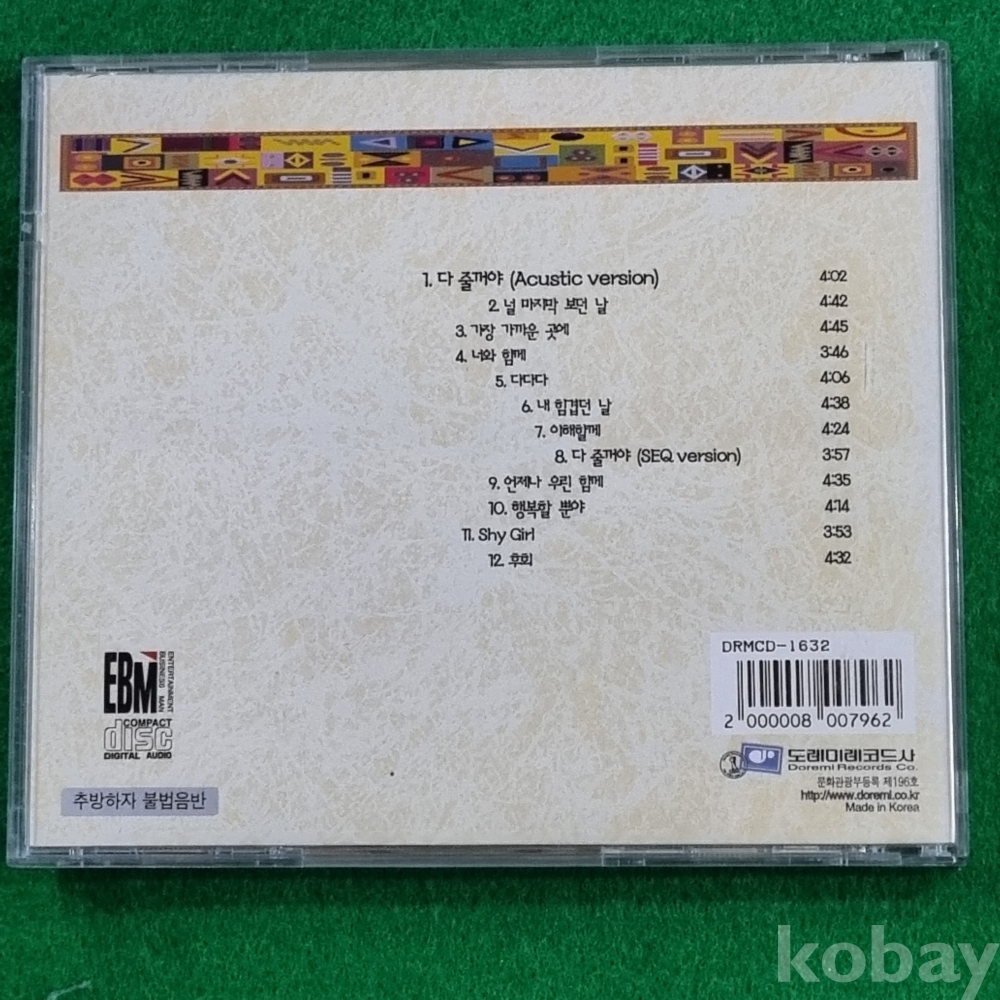 1. 다 줄꺼야 (Acustic version) 4:02
2. 널 마지막 보던 날 4:42
3. 가장 가까운 곳에 4:45
4. 너와 함께 3:46
5. 다다다 4:06
6. 내 힘겹던 날 4:38
7. 이해할께 4:24
8. 다 줄꺼야 (SEQ version) 3:57
9. 언제나 우린 함께 4:35
10. 행복할 뿐야 4:14
11. Shy Girl 3:53
12. 후회 4:32
EBM
ENTERTAINMENT
BUSINESS MAN
COMPACT
disc
DIGITAL AUDIO
추방하자 불법음반
DRMCD-1632
2 000008 007962
도레미레코드사
Doremi Records Co.
문화관광부등록 제196호
http://www.doremi.co.kr
Made in Korea
kobay